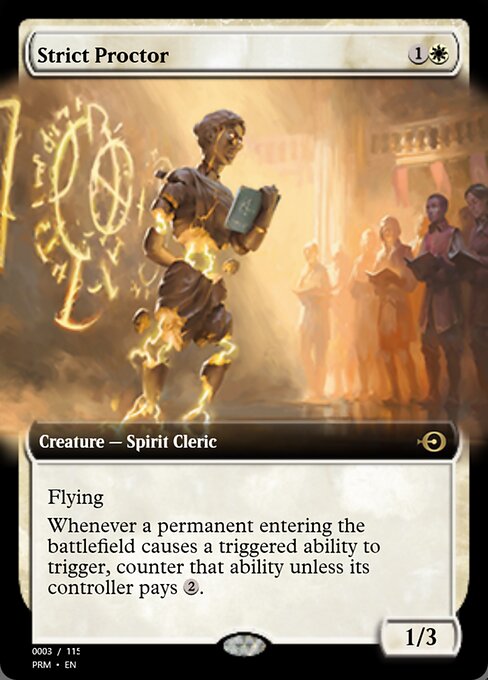 Strict Proctor 1
Creature — Spirit Cleric
Flying
Whenever a permanent entering the
battlefield causes a triggered ability to
trigger, counter that ability unless its
controller pays 2.
1/3
0003 / 115
PRM • EN